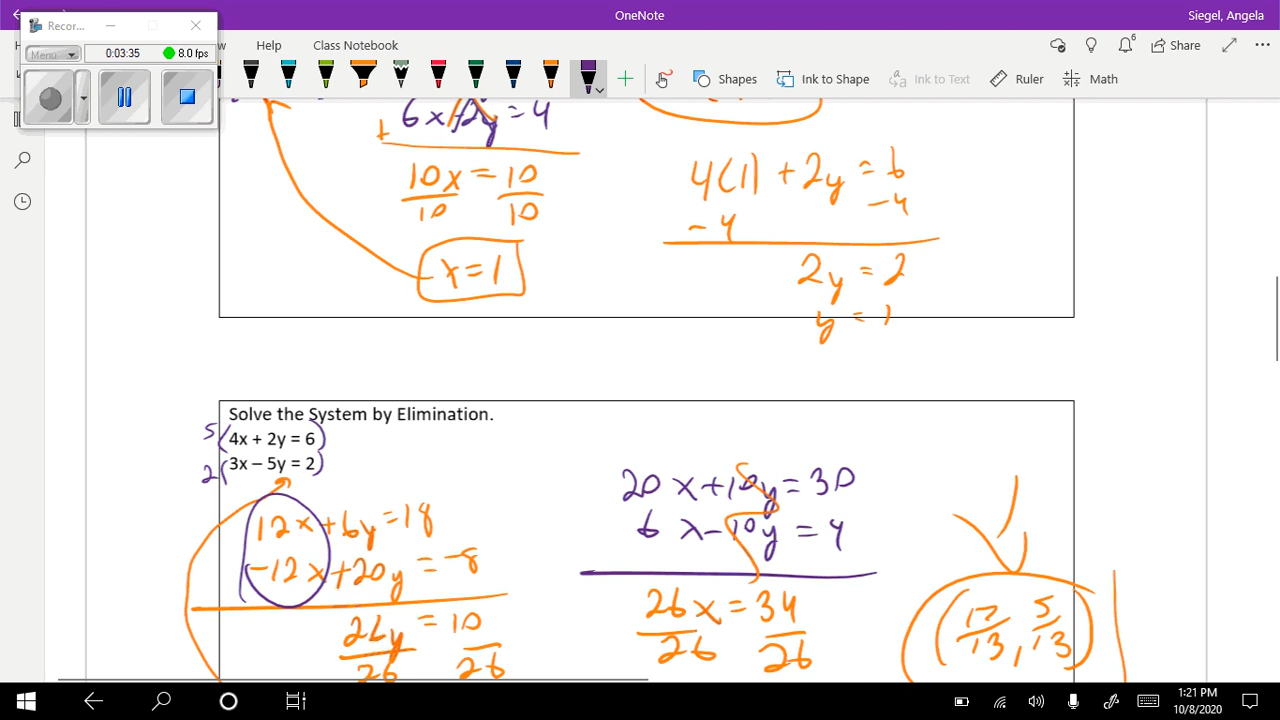 OneNote
Siegel, Angela
Recor...
Menu
00:03:35
8.0 fps
Help
Class Notebook
6
Share
Shapes
Ink to Shape
Ink to Text
Ruler
Math
6x - 2y = 4
+
10x = 10
10 10
x = 1
4(1) + 2y = 6
-4 -4
2y = 2
y = 1
Solve the System by Elimination.
5(4x + 2y = 6)
2(3x – 5y = 2)
12x + 6y = 18
-12x + 20y = -8
26y = 10
26 26
20x + 10y = 30
6x - 10y = 4
26x = 34
26 26
(17/13, 5/13)
1:21 PM
10/8/2020